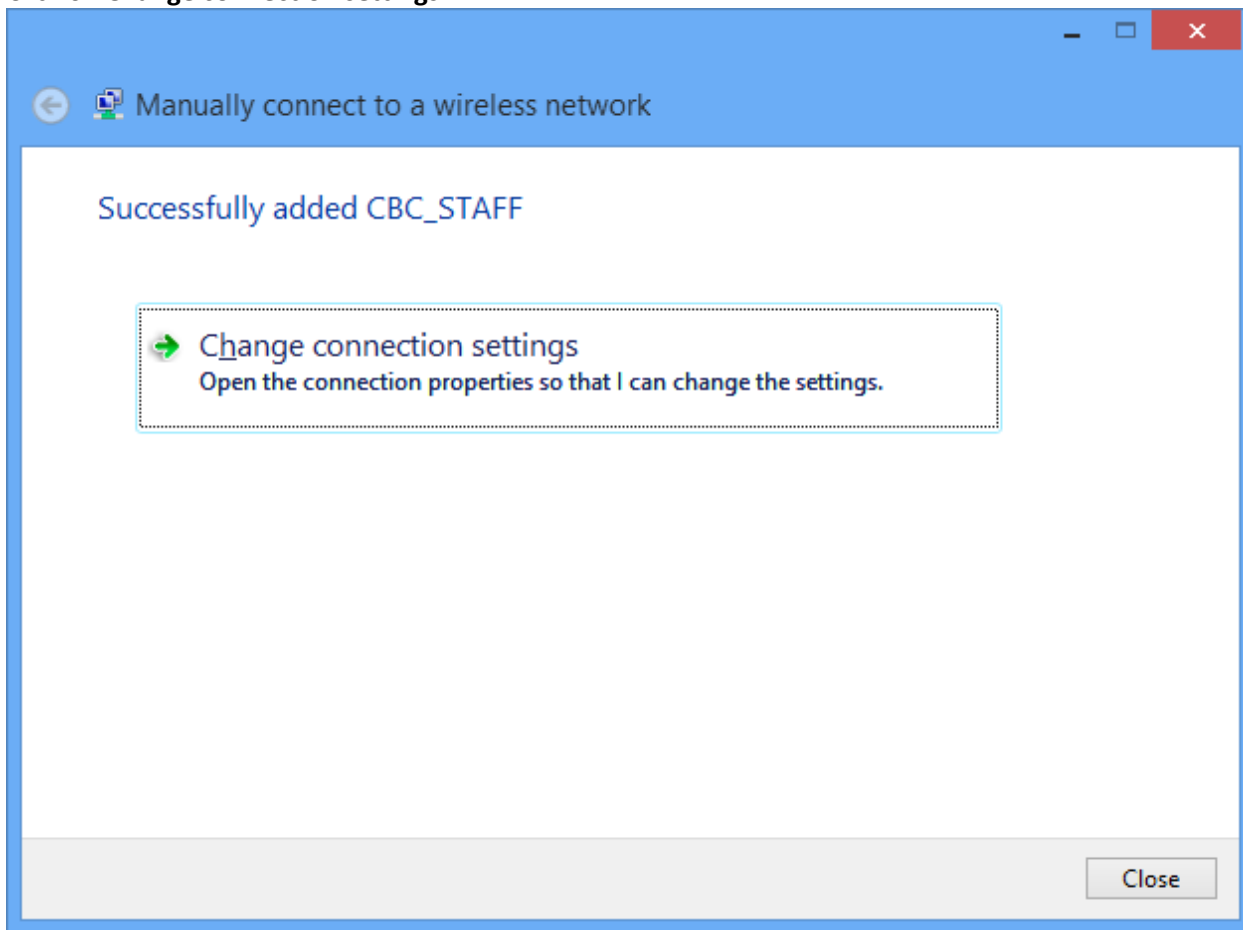 Manually connect to a wireless network
Successfully added CBC_STAFF
Change connection settings
Open the connection properties so that I can change the settings.
Close